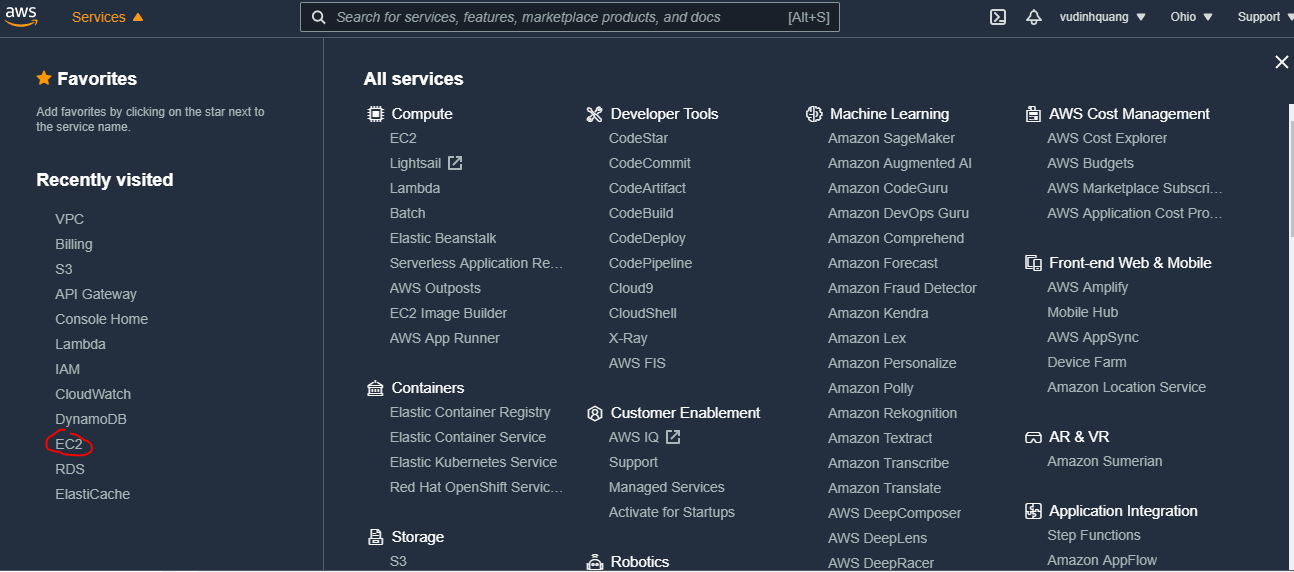 aws
Services
Search for services, features, marketplace products, and docs
[Alt+S]
vudinhquang
Ohio
Support
Favorites
Add favorites by clicking on the star next to
the service name.
Recently visited
VPC
Billing
S3
API Gateway
Console Home
Lambda
IAM
CloudWatch
DynamoDB
EC2
RDS
ElastiCache
All services
Compute
EC2
Lightsail
Lambda
Batch
Elastic Beanstalk
Serverless Application Re...
AWS Outposts
EC2 Image Builder
AWS App Runner
Containers
Elastic Container Registry
Elastic Container Service
Elastic Kubernetes Service
Red Hat OpenShift Servic...
Storage
S3
Developer Tools
CodeStar
CodeCommit
CodeArtifact
CodeBuild
CodeDeploy
CodePipeline
Cloud9
CloudShell
X-Ray
AWS FIS
Customer Enablement
AWS IQ
Support
Managed Services
Activate for Startups
Robotics
Machine Learning
Amazon SageMaker
Amazon Augmented AI
Amazon CodeGuru
Amazon DevOps Guru
Amazon Comprehend
Amazon Forecast
Amazon Fraud Detector
Amazon Kendra
Amazon Lex
Amazon Personalize
Amazon Polly
Amazon Rekognition
Amazon Textract
Amazon Transcribe
Amazon Translate
AWS DeepComposer
AWS DeepLens
AWS DeepRacer
AWS Cost Management
AWS Cost Explorer
AWS Budgets
AWS Marketplace Subscri...
AWS Application Cost Pro...
Front-end Web & Mobile
AWS Amplify
Mobile Hub
AWS AppSync
Device Farm
Amazon Location Service
AR & VR
Amazon Sumerian
Application Integration
Step Functions
Amazon AppFlow